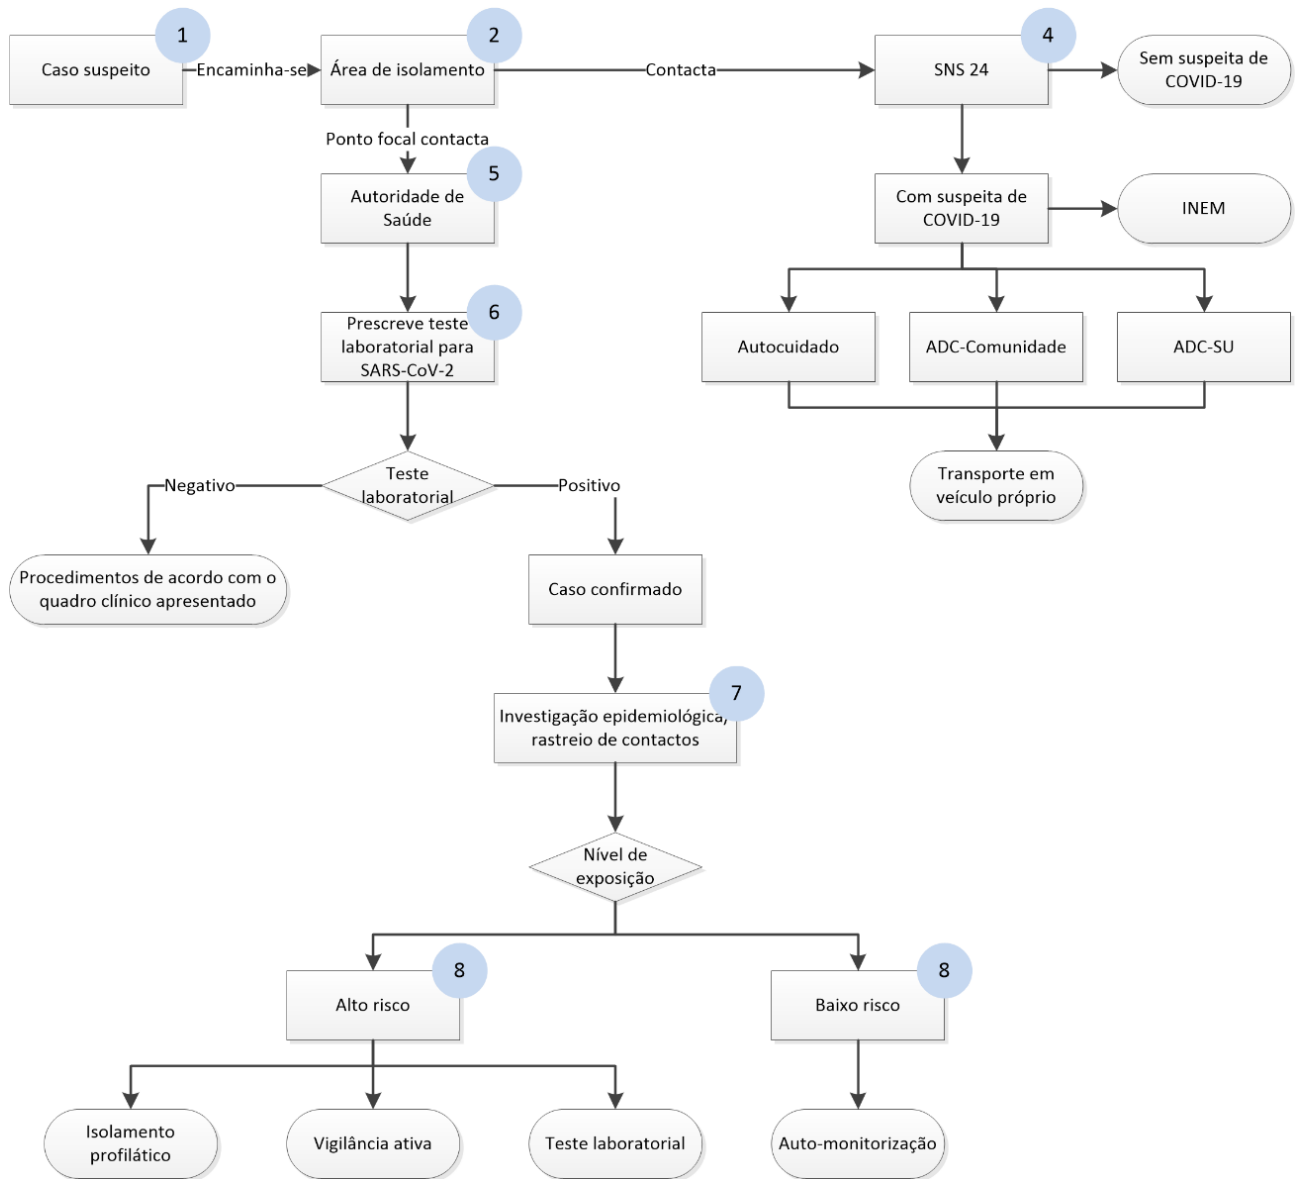 1
2
4
Caso suspeito
Encaminha-se
Área de isolamento
Contacta
SNS 24
Sem suspeita de
COVID-19
Ponto focal contacta
5
Autoridade de
Saúde
Com suspeita de
COVID-19
INEM
6
Prescreve teste
laboratorial para
SARS-CoV-2
Autocuidado
ADC-Comunidade
ADC-SU
Negativo
Teste
laboratorial
Positivo
Transporte em
veículo próprio
Procedimentos de acordo com o
quadro clínico apresentado
Caso confirmado
7
Investigação epidemiológica,
rastreio de contactos
Nível de
exposição
8
8
Alto risco
Baixo risco
Isolamento
profilático
Vigilância ativa
Teste laboratorial
Auto-monitorização